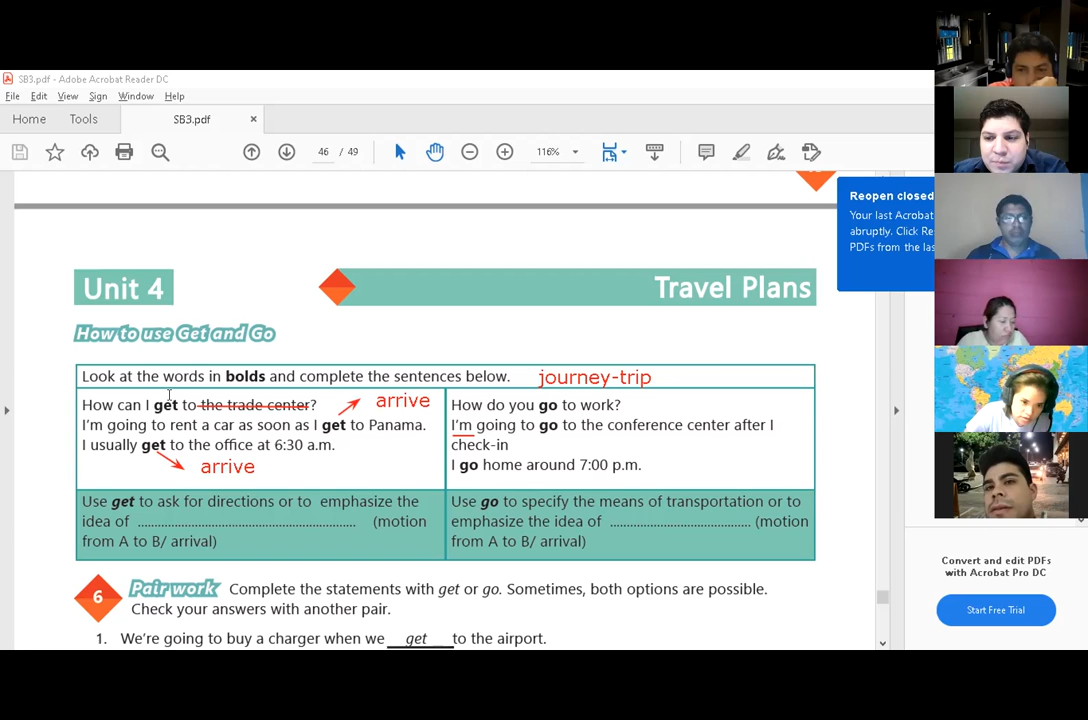 SB3.pdf - Adobe Acrobat Reader DC
File Edit View Sign Window Help
Home Tools SB3.pdf ×
46 / 49 116%
Reopen closed
Your last Acrobat
abruptly. Click Re
PDFs from the las
Unit 4 Travel Plans
How to use Get and Go
Look at the words in bolds and complete the sentences below. journey-trip
How can I get to the trade center? arrive
I'm going to rent a car as soon as I get to Panama.
I usually get to the office at 6:30 a.m.
arrive
How do you go to work?
I'm going to go to the conference center after I
check-in
I go home around 7:00 p.m.
Use get to ask for directions or to emphasize the
idea of ........................................................ (motion
from A to B/ arrival)
Use go to specify the means of transportation or to
emphasize the idea of .................................... (motion
from A to B/ arrival)
6 Pair work Complete the statements with get or go. Sometimes, both options are possible.
Check your answers with another pair.
1. We're going to buy a charger when we get to the airport.
Convert and edit PDFs
with Acrobat Pro DC
Start Free Trial